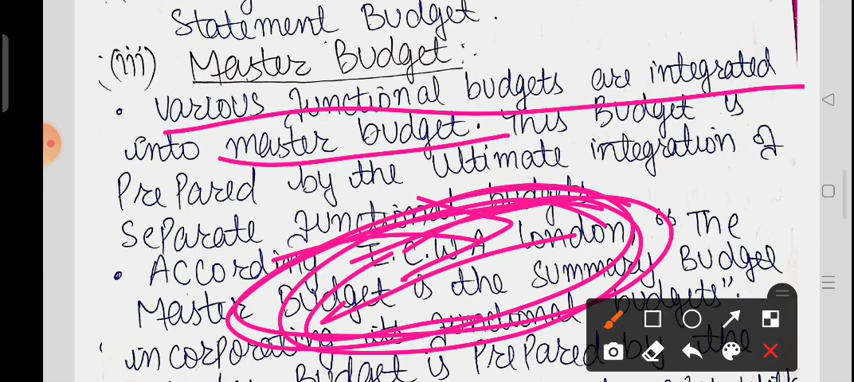 Statement Budget.
(iii) Master Budget :-
• Various functional budgets are integrated
into master budget. This Budget is
PrePared by the Ultimate integration of
Separate functional budgets
• According I.C.W.A London, "The
Master Budget is the summary Budget
incorporating its functional budgets".
Budget is PrePared by the